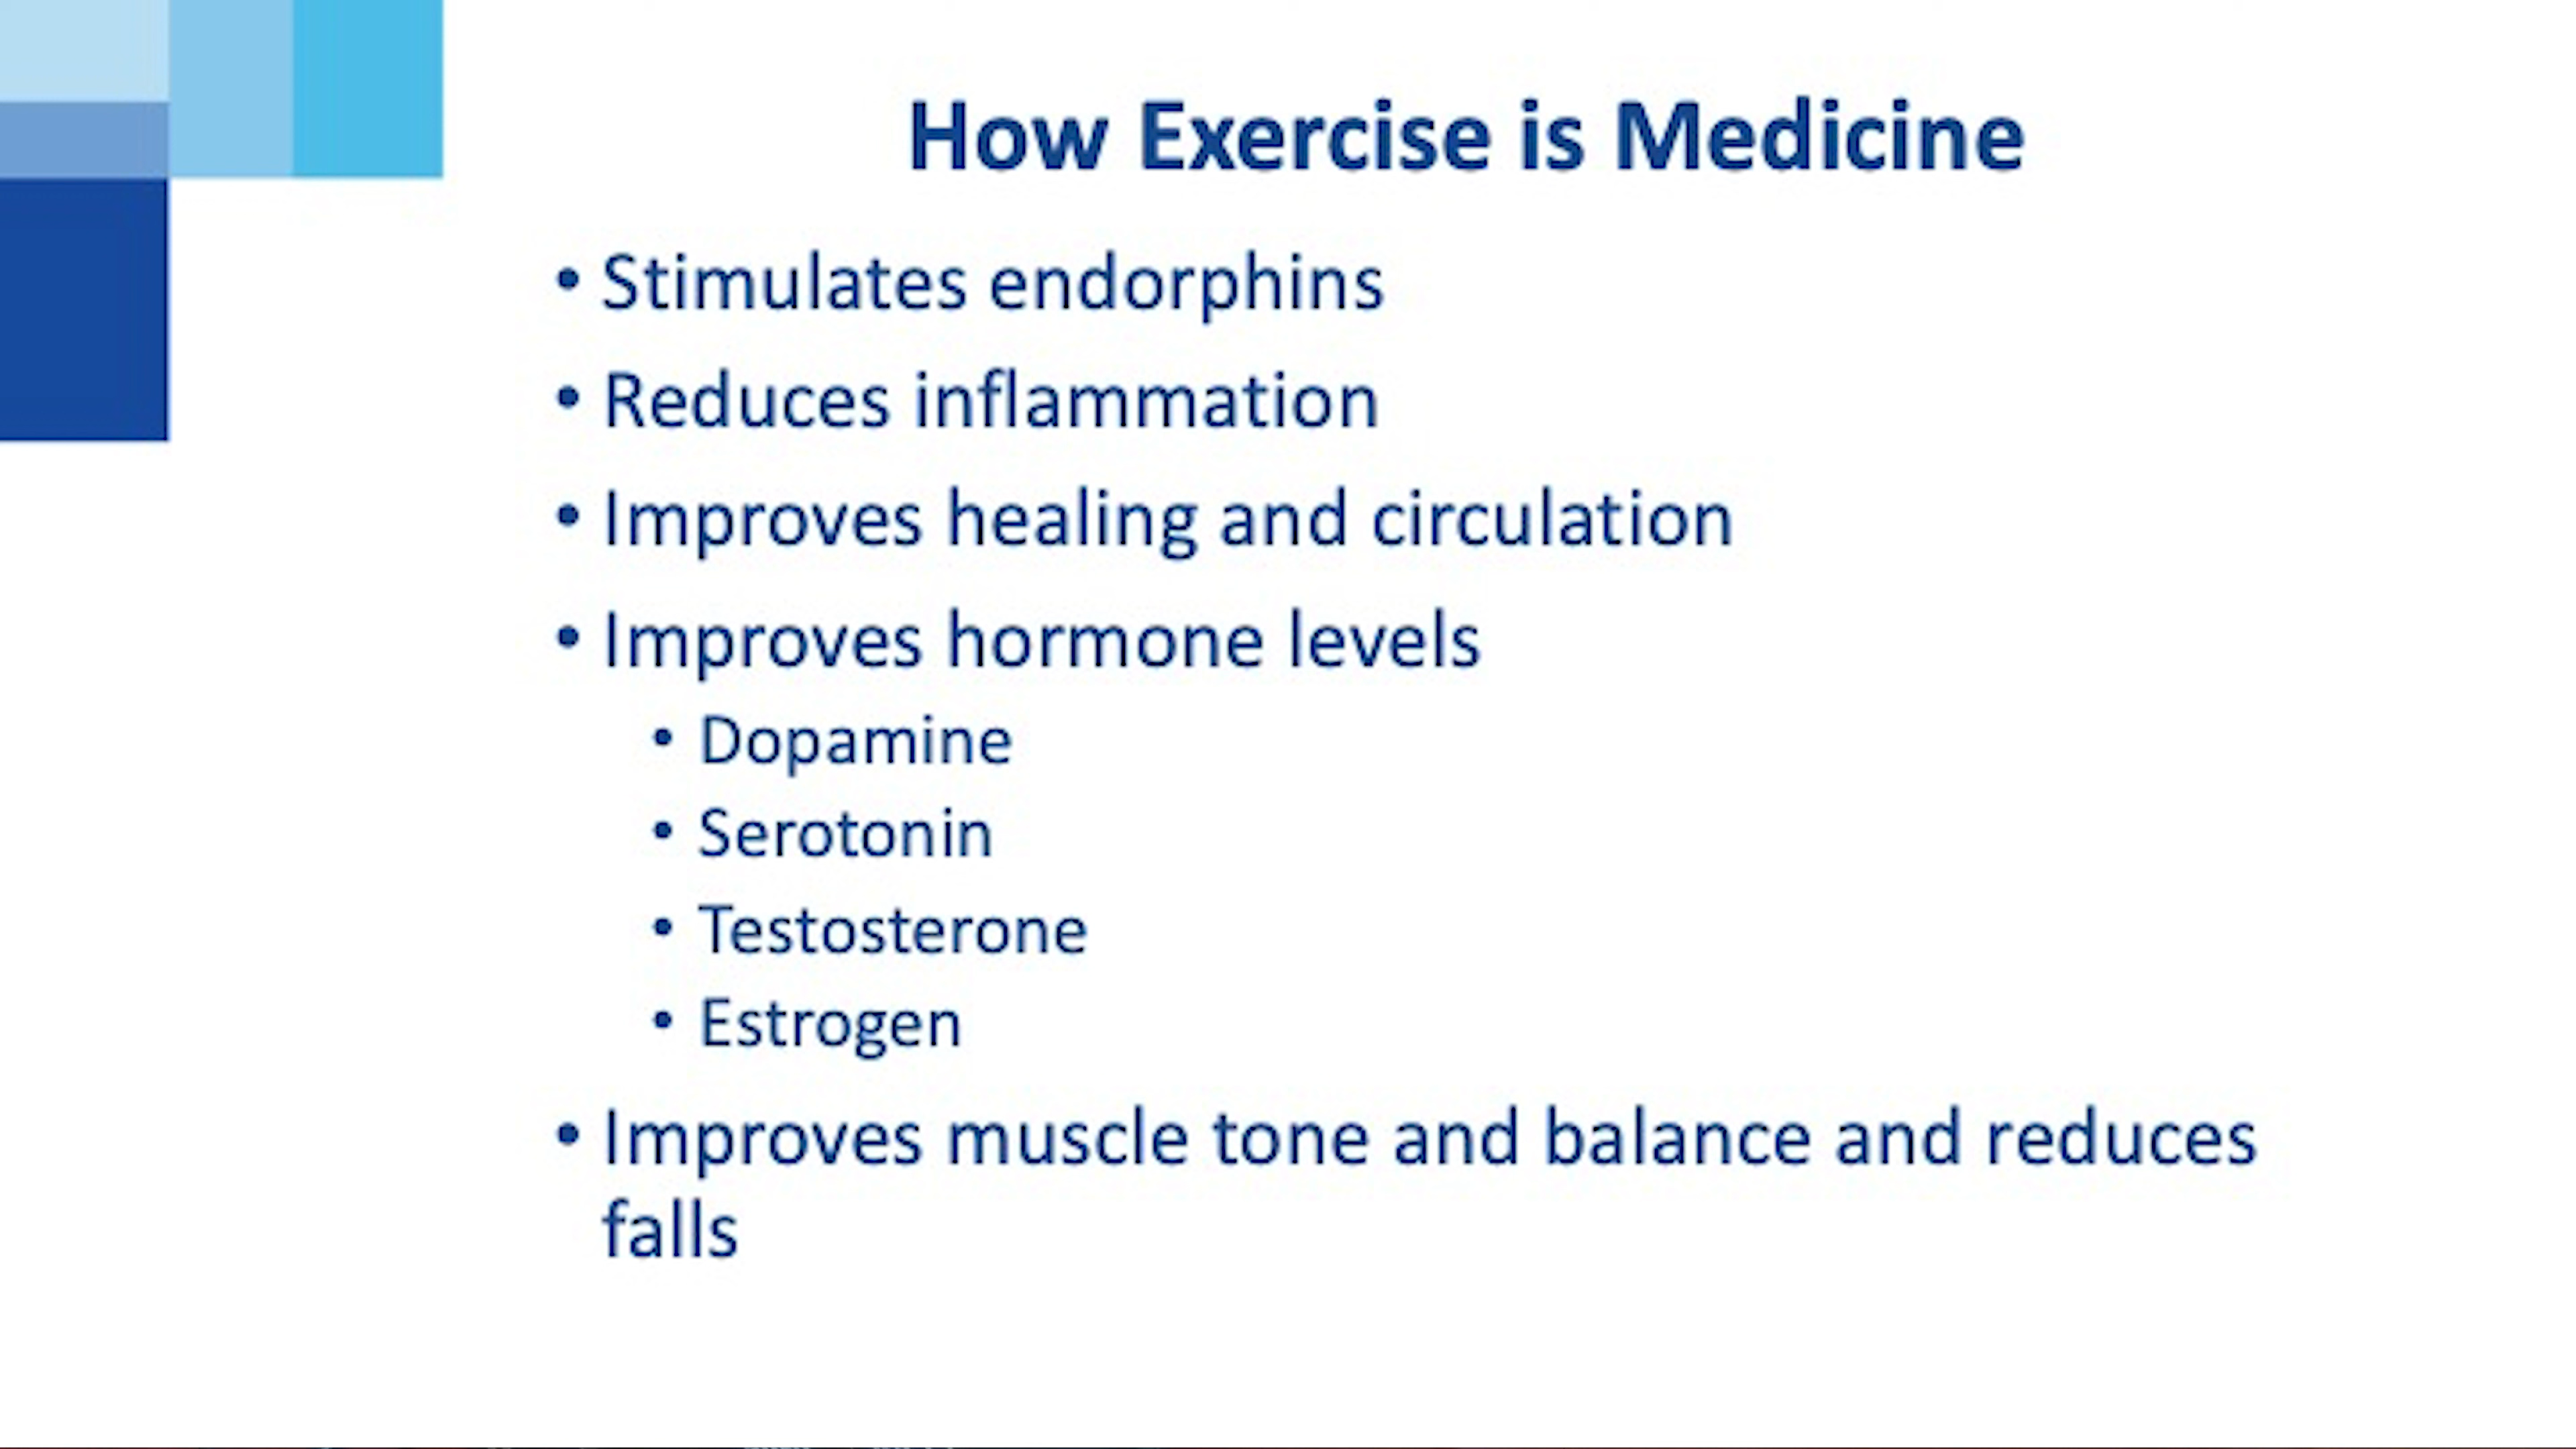 How Exercise is Medicine
• Stimulates endorphins
• Reduces inflammation
• Improves healing and circulation
• Improves hormone levels
• Dopamine
• Serotonin
• Testosterone
• Estrogen
• Improves muscle tone and balance and reduces
falls